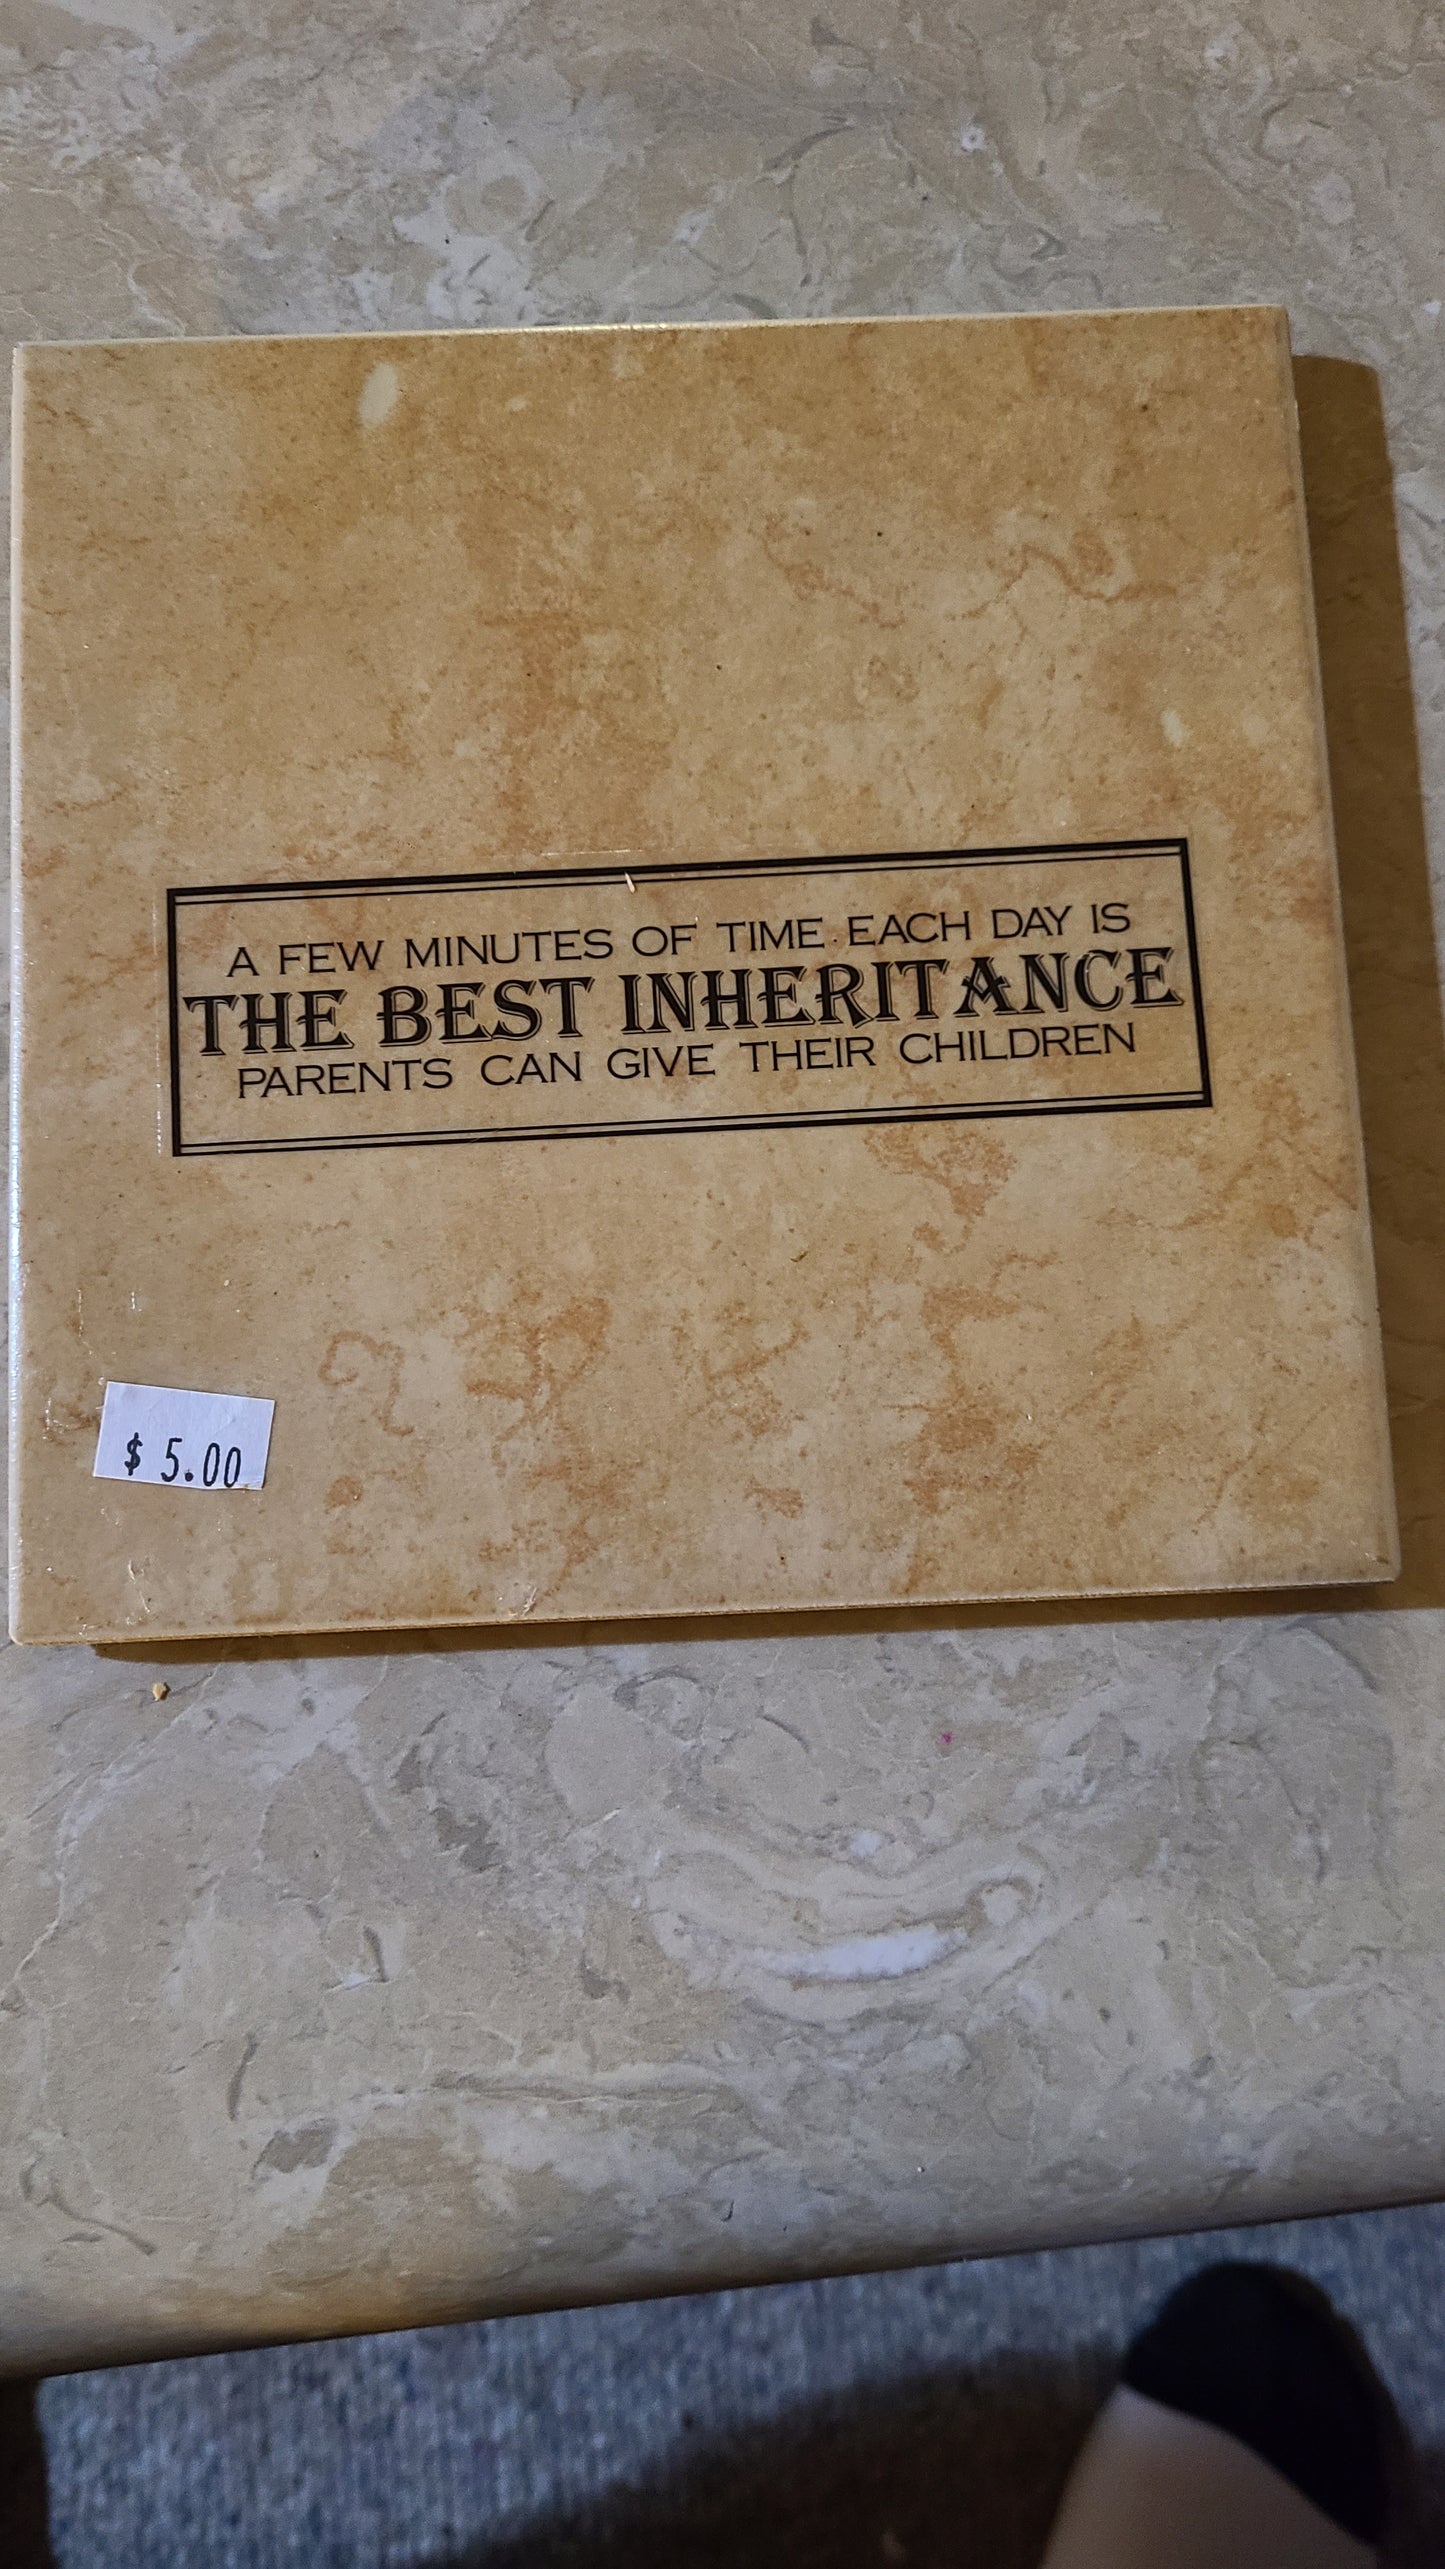 A FEW MINUTES OF TIME EACH DAY IS
THE BEST INHERITANCE
PARENTS CAN GIVE THEIR CHILDREN
$ 5.00